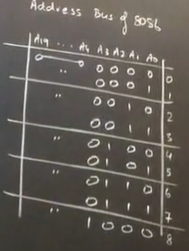 Address Bus of 8086
A19 ... A4 A3 A2 A1 A0
0 0 0 0 0 0 0
" 0 0 0 1 1
" 0 0 1 0 2
0 0 1 1 3
" 0 1 0 0 4
0 1 0 1 5
" 0 1 1 0 6
0 1 1 1 7
" 1 0 0 0 8